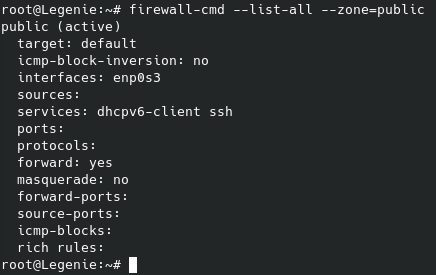 root@Legenie:~# firewall-cmd --list-all --zone=public
public (active)
  target: default
  icmp-block-inversion: no
  interfaces: enp0s3
  sources:
  services: dhcpv6-client ssh
  ports:
  protocols:
  forward: yes
  masquerade: no
  forward-ports:
  source-ports:
  icmp-blocks:
  rich rules:
root@Legenie:~#